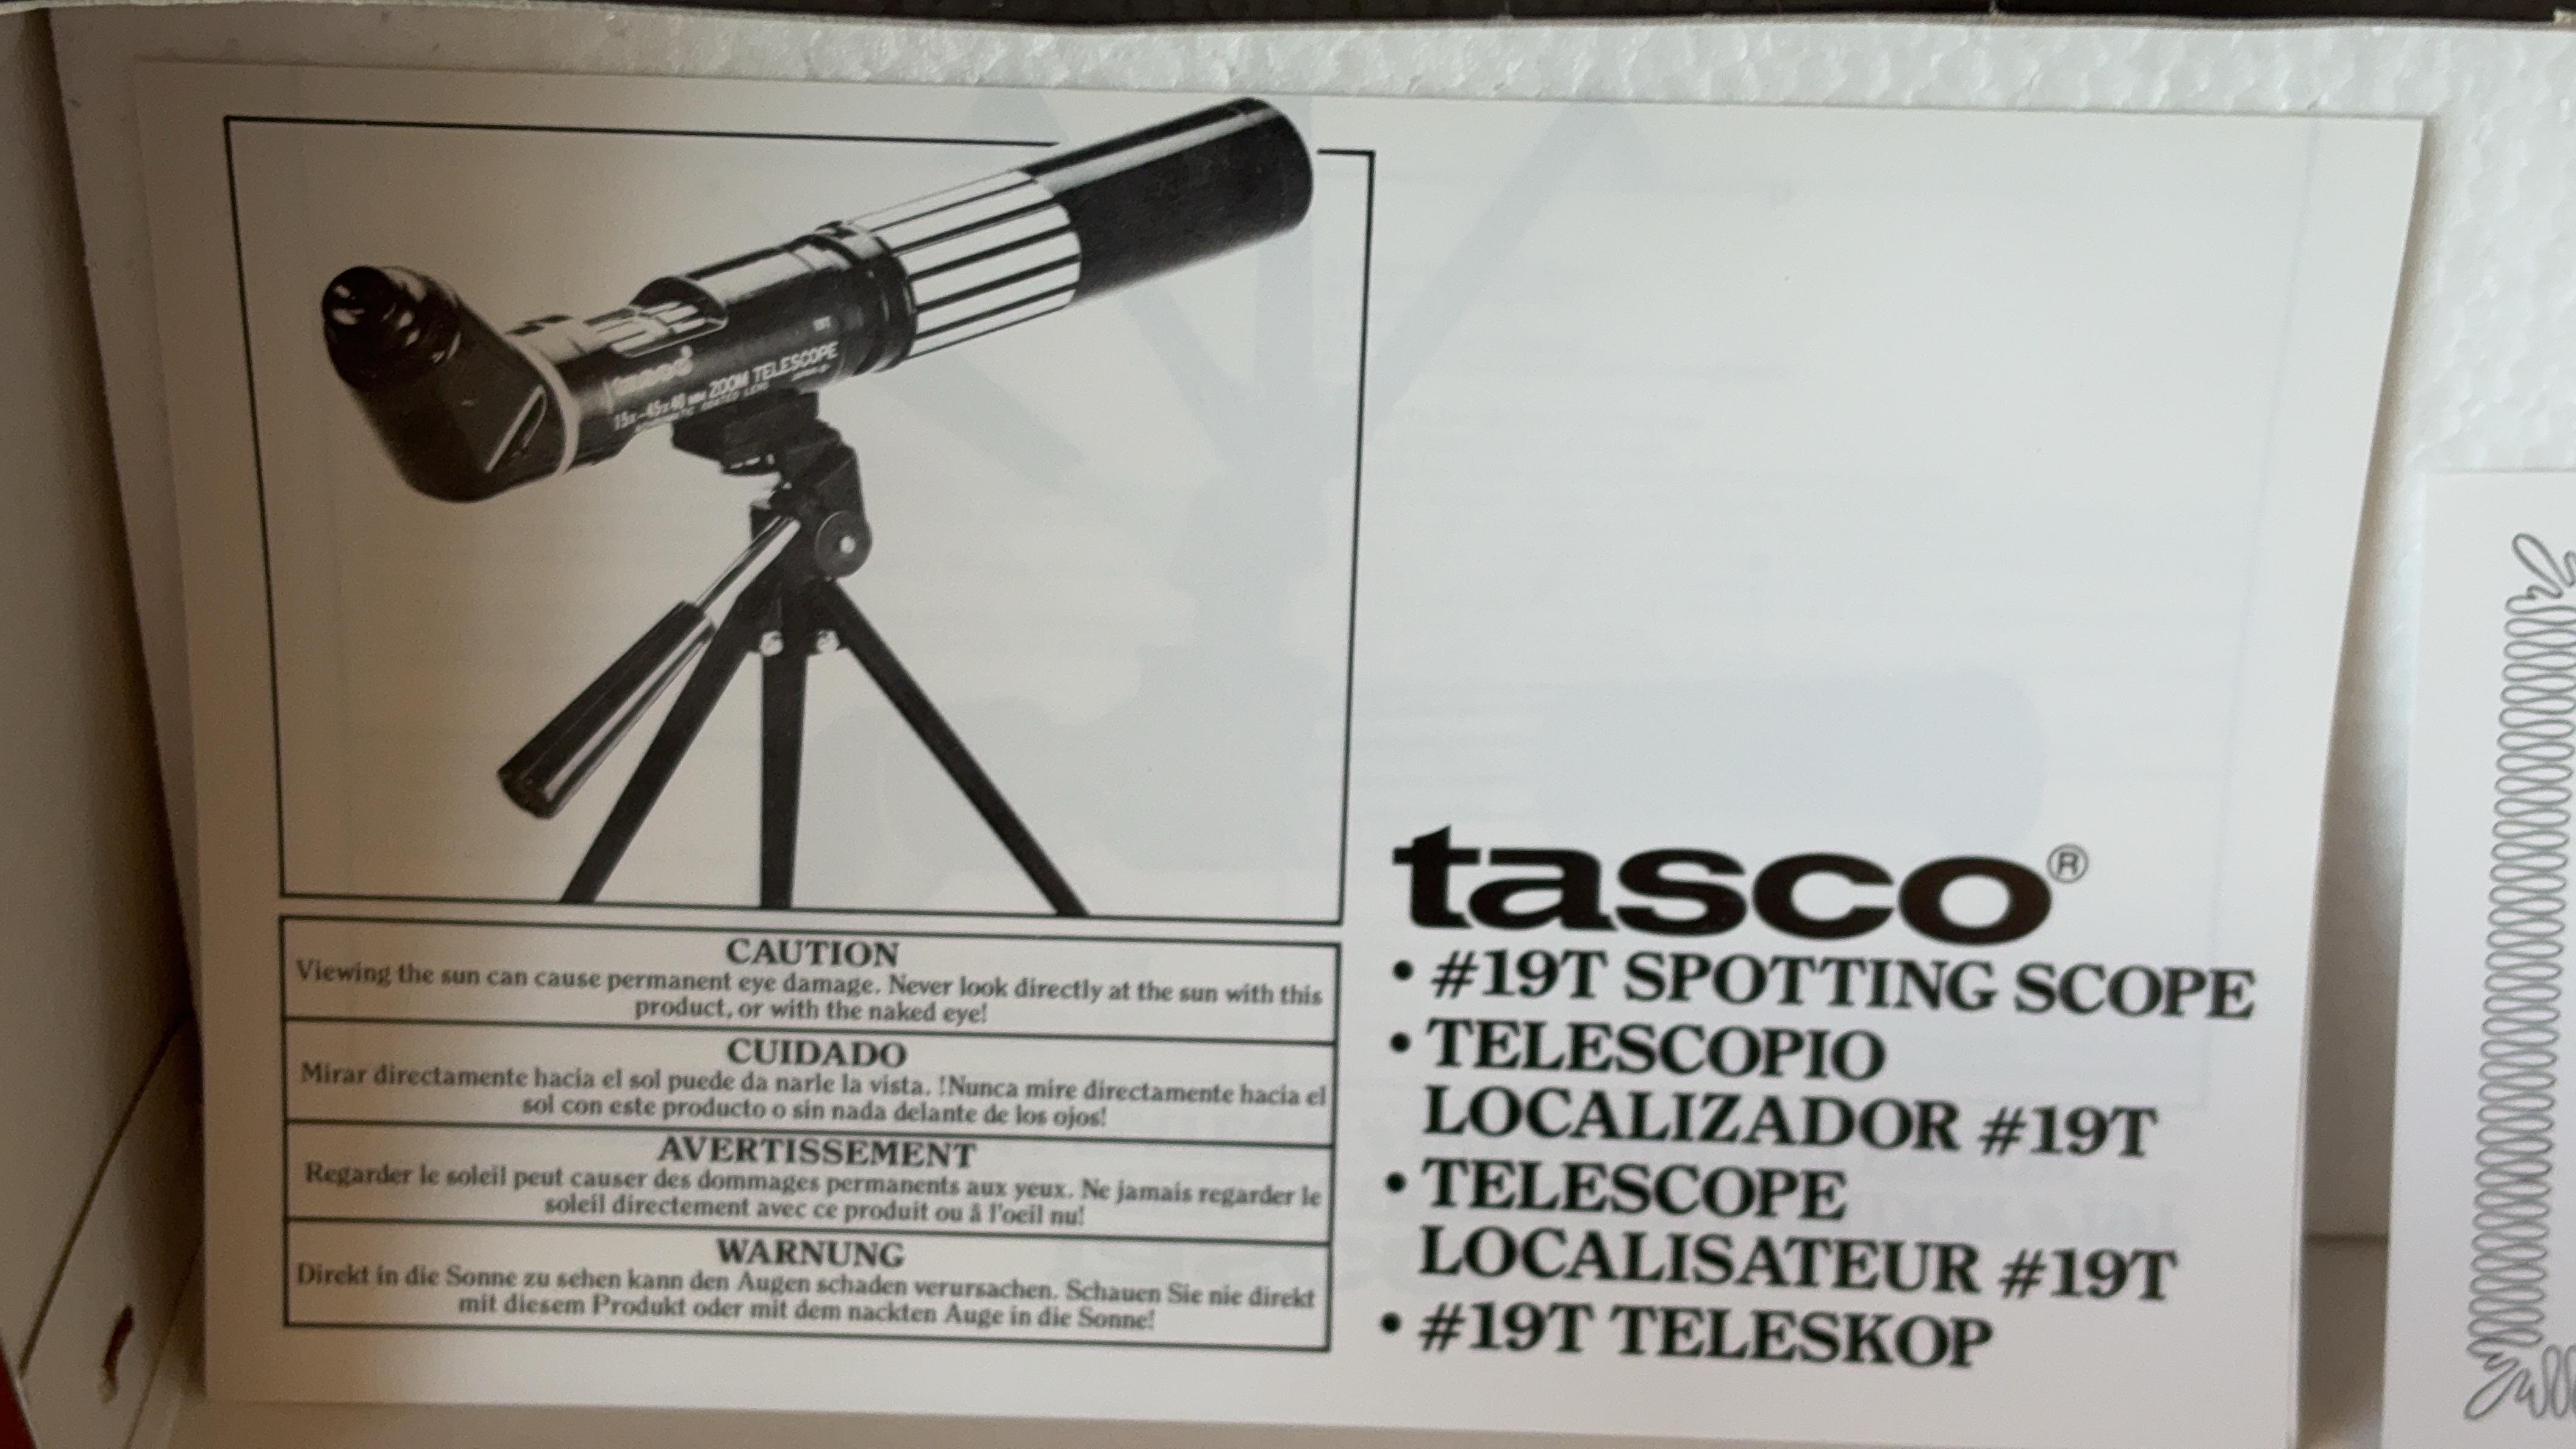 tasco®
19T
15x-45x40 MM ZOOM TELESCOPE
COATED LENS
CAUTION
Viewing the sun can cause permanent eye damage. Never look directly at the sun with this
product, or with the naked eye!
CUIDADO
Mirar directamente hacia el sol puede da narle la vista. !Nunca mire directamente hacia el
sol con este producto o sin nada delante de los ojos!
AVERTISSEMENT
Regarder le soleil peut causer des dommages permanents aux yeux. Ne jamais regarder le
soleil directement avec ce produit ou à l'oeil nu!
WARNUNG
Direkt in die Sonne zu sehen kann den Augen schaden verursachen. Schauen Sie nie direkt
mit diesem Produkt oder mit dem nackten Auge in die Sonne!
tasco®
• #19T SPOTTING SCOPE
• TELESCOPIO
LOCALIZADOR #19T
• TELESCOPE
LOCALISATEUR #19T
• #19T TELESKOP